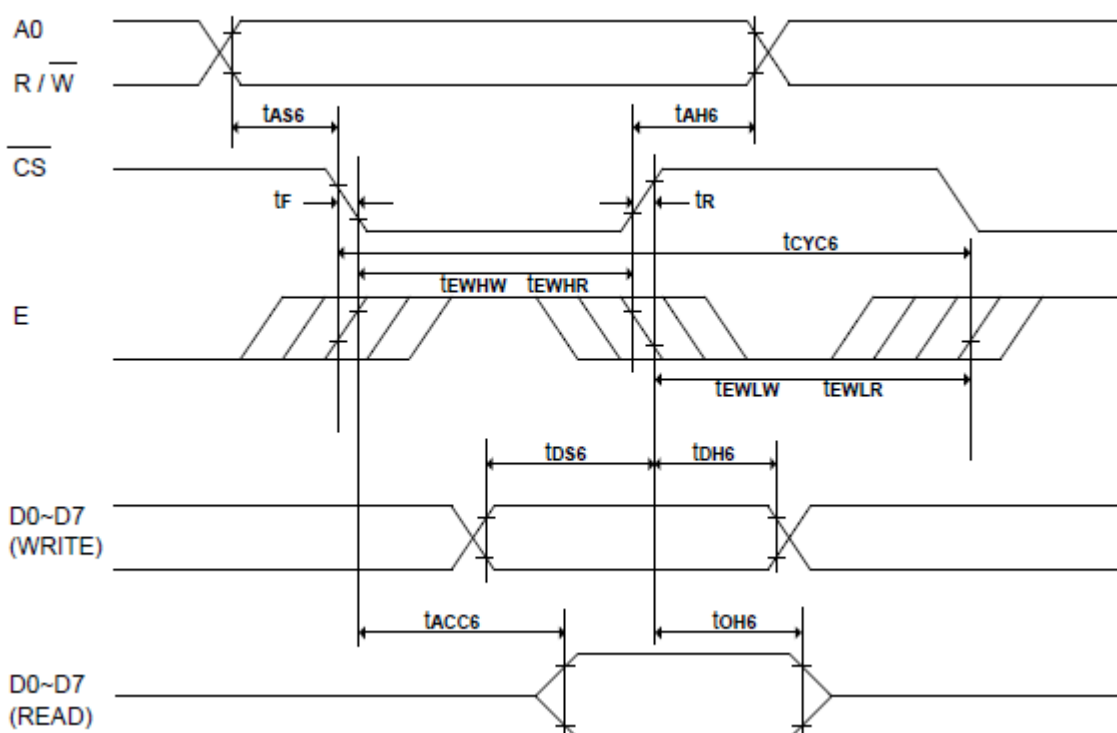 A0
R / W
tAS6 tAH6
CS
tF tR
tCYC6
tEWHW tEWHR
E
tEWLW tEWLR
tDS6 tDH6
D0~D7
(WRITE)
tACC6 tOH6
D0~D7
(READ)